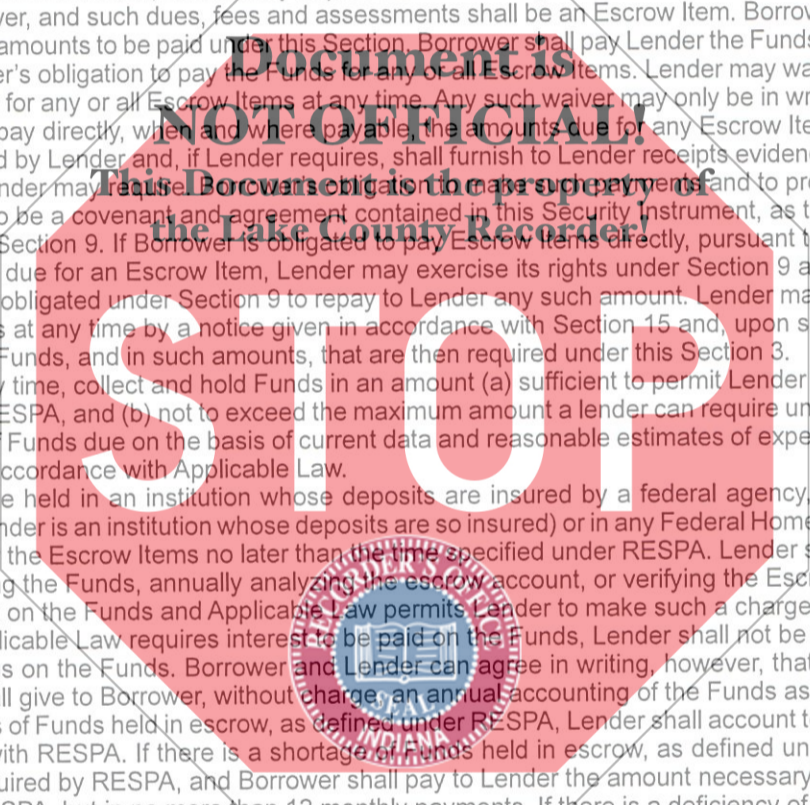 er, and such dues, fees and assessments shall be an Escrow Item. Borrow
amounts to be paid under this Section. Borrower shall pay Lender the Funds
er's obligation to pay the Funds for any or all Escrow Items. Lender may wa
for any or all Escrow Items at any time. Any such waiver may only be in wr
pay directly, when and where payable, the amounts due for any Escrow Ite
d by Lender and, if Lender requires, shall furnish to Lender receipts eviden
nder may require. Borrower's obligation to make such payments and to pr
o be a covenant and agreement contained in this Security Instrument, as t
Section 9. If Borrower is obligated to pay Escrow Items directly, pursuant t
due for an Escrow Item, Lender may exercise its rights under Section 9 a
obligated under Section 9 to repay to Lender any such amount. Lender ma
s at any time by a notice given in accordance with Section 15 and, upon s
Funds, and in such amounts, that are then required under this Section 3.
time, collect and hold Funds in an amount (a) sufficient to permit Lender
ESPA, and (b) not to exceed the maximum amount a lender can require un
Funds due on the basis of current data and reasonable estimates of expe
ccordance with Applicable Law.
e held in an institution whose deposits are insured by a federal agency,
nder is an institution whose deposits are so insured) or in any Federal Hom
the Escrow Items no later than the time specified under RESPA. Lender s
g the Funds, annually analyzing the escrow account, or verifying the Esc
on the Funds and Applicable Law permits Lender to make such a charge
licable Law requires interest to be paid on the Funds, Lender shall not be
s on the Funds. Borrower and Lender can agree in writing, however, that
ll give to Borrower, without charge, an annual accounting of the Funds as
s of Funds held in escrow, as defined under RESPA, Lender shall account t
ith RESPA. If there is a shortage of Funds held in escrow, as defined un
uired by RESPA, and Borrower shall pay to Lender the amount necessary
Document is
NOT OFFICIAL!
This Document is the property of
the Lake County Recorder!
STOP
RECORDER'S OFFICE
SEAL
INDIANA